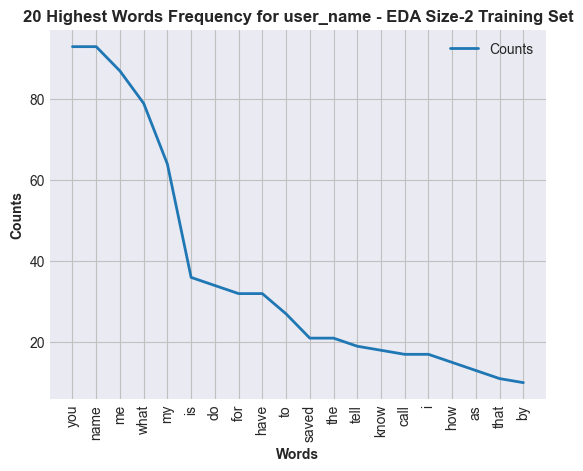 20 Highest Words Frequency for user_name - EDA Size-2 Training Set
Counts
80
60
40
20
Counts
you
name
me
what
my
is
do
for
have
to
saved
the
tell
know
call
i
how
as
that
by
Words